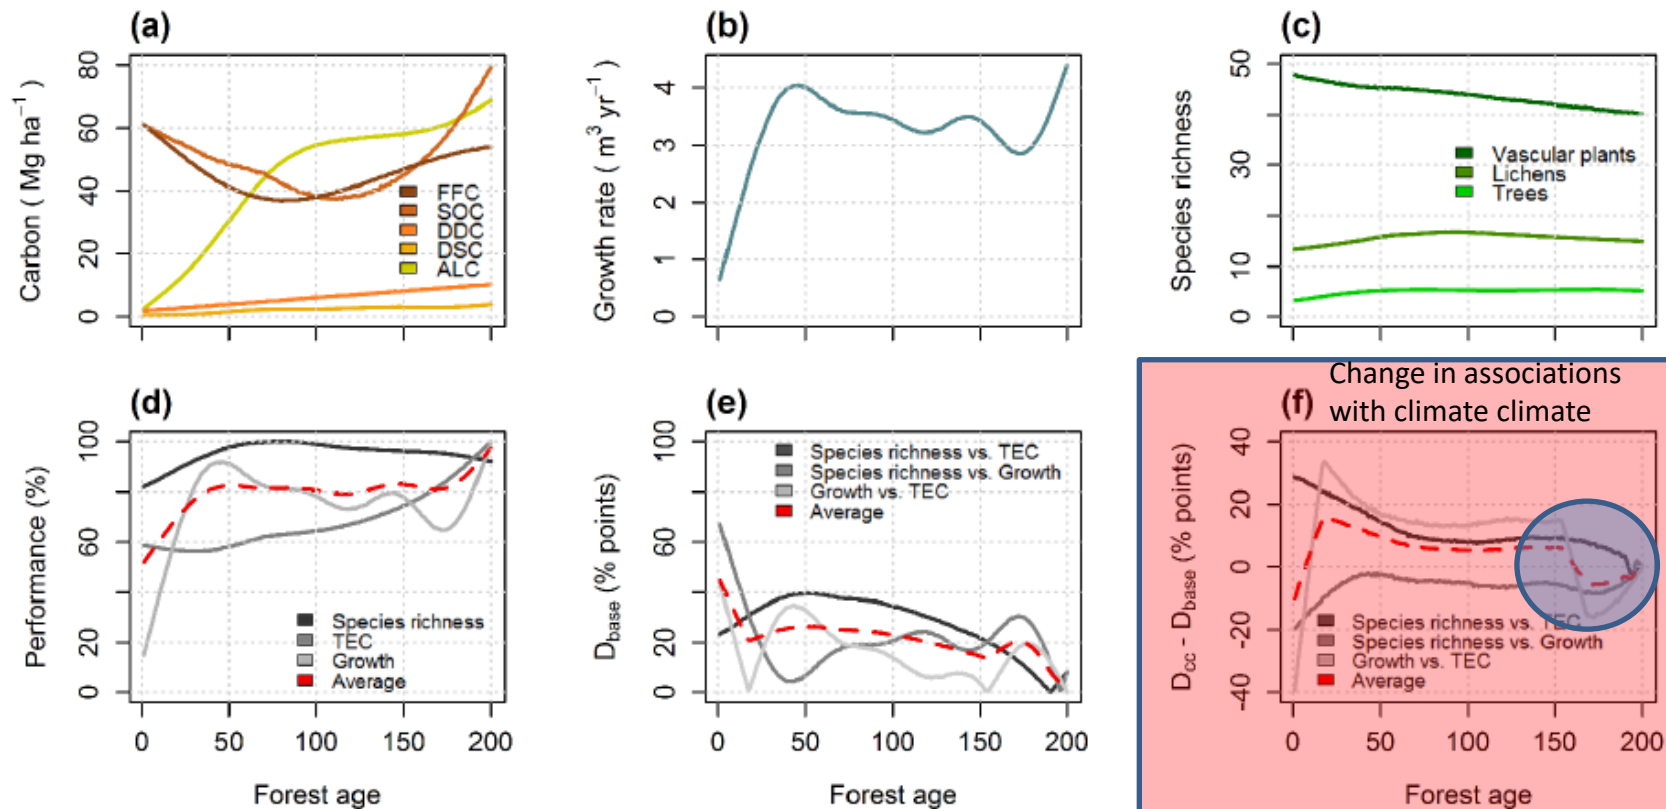 (a)
Carbon ( Mg ha⁻¹ )
80
60
40
20
0
FFC
SOC
DDC
DSC
ALC
(b)
Growth rate ( m³ yr⁻¹ )
4
3
2
1
0
(c)
Species richness
50
30
10
0
Vascular plants
Lichens
Trees
(d)
Performance (%)
100
60
20
0
Species richness
TEC
Growth
Average
0 50 100 150 200
Forest age
(e)
D_base (% points)
100
60
20
0
Species richness vs. TEC
Species richness vs. Growth
Growth vs. TEC
Average
0 50 100 150 200
Forest age
Change in associations
(f) with climate climate
D_cc - D_base (% points)
40
20
0
-20
-40
Species richness vs. TEC
Species richness vs. Growth
Growth vs. TEC
Average
0 50 100 150 200
Forest age